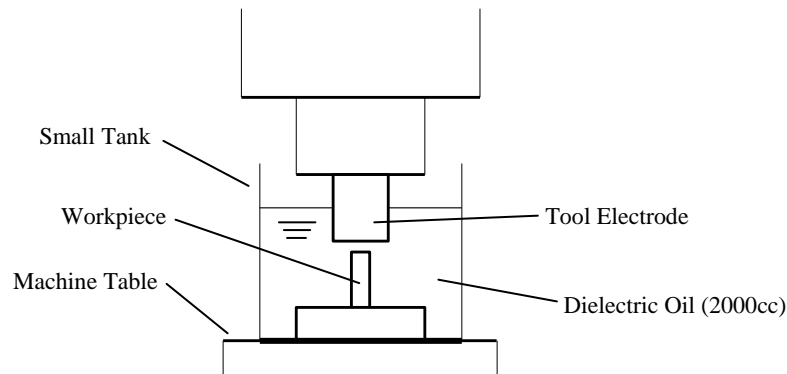 Small Tank
Workpiece
Tool Electrode
Machine Table
Dielectric Oil (2000cc)